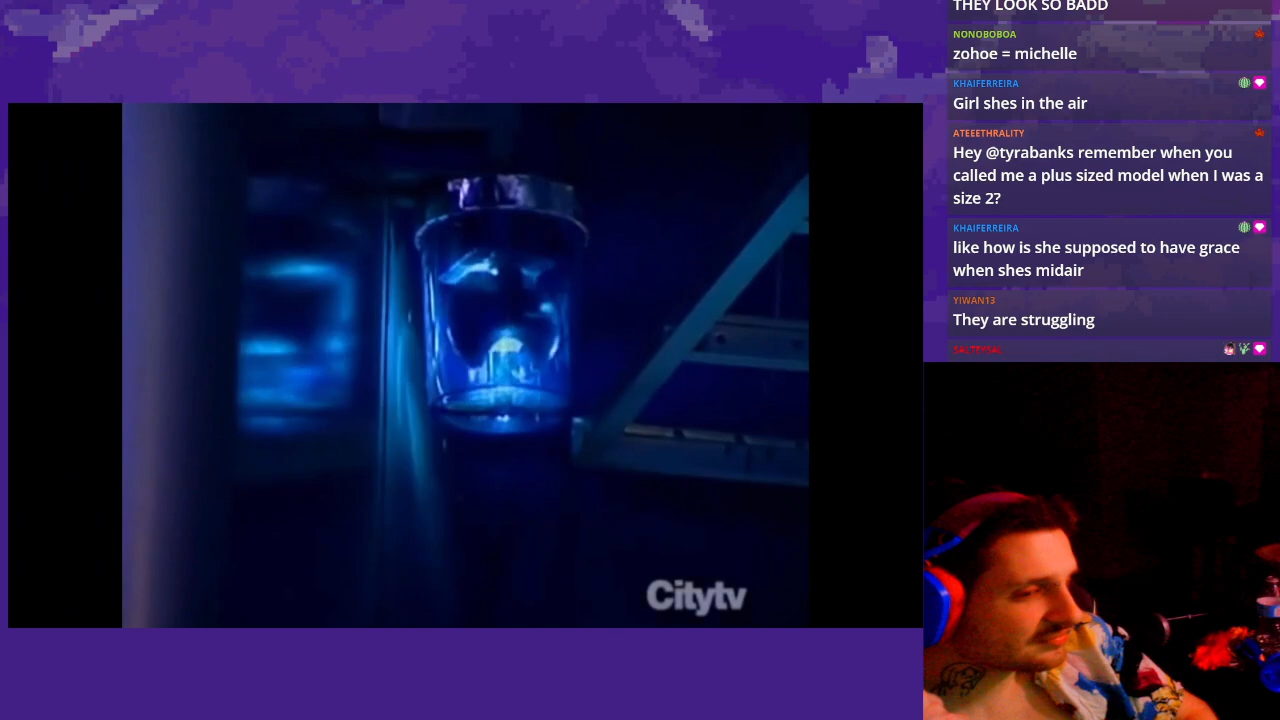 THEY LOOK SO BADD
NONOBOBOA
zohoe = michelle
KHAIFERREIRA
Girl shes in the air
ATEEETHRALITY
Hey @tyrabanks remember when you
called me a plus sized model when I was a
size 2?
KHAIFERREIRA
like how is she supposed to have grace
when shes midair
YIWAN13
They are struggling
Citytv